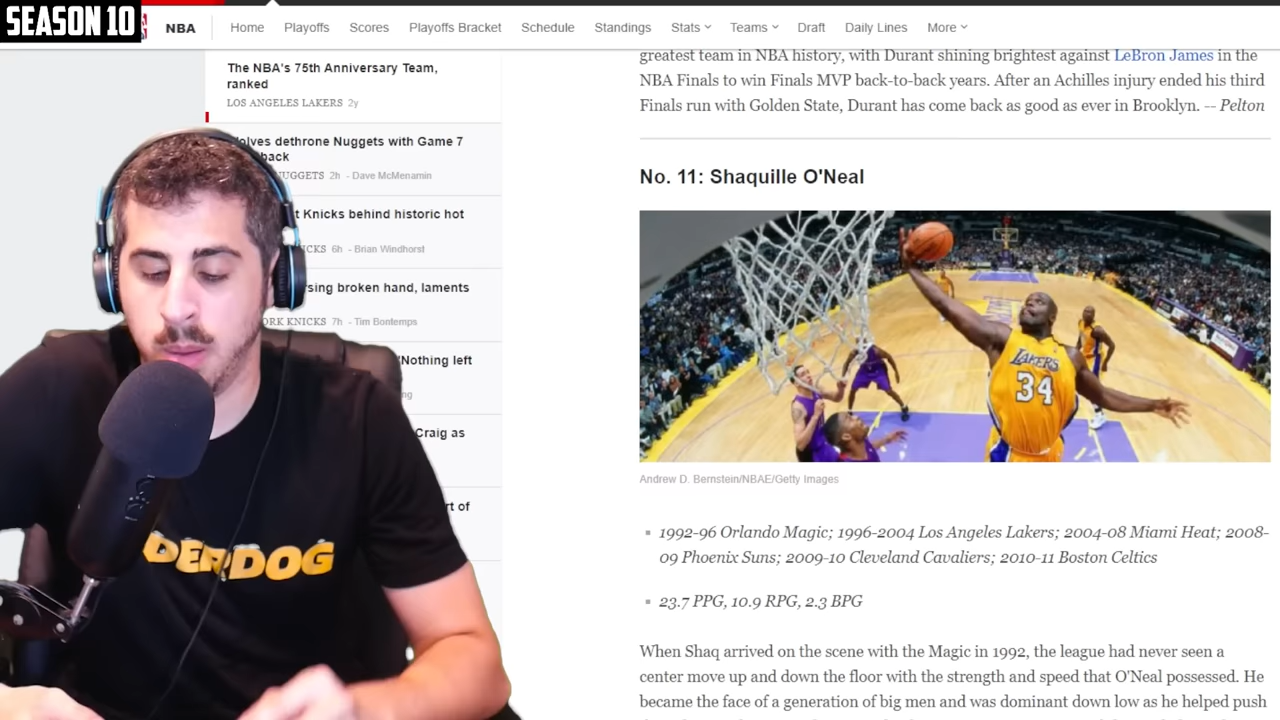 SEASON 10
NBA
Home
Playoffs
Scores
Playoffs Bracket
Schedule
Standings
Stats
Teams
Draft
Daily Lines
More
The NBA's 75th Anniversary Team,
ranked
LOS ANGELES LAKERS 2y
dethrone Nuggets with Game 7
NUGGETS 2h - Dave McMenamin
Knicks behind historic hot
6h - Brian Windhorst
broken hand, laments
KNICKS 7h - Tim Bontemps
Nothing left
Craig as
of
greatest team in NBA history, with Durant shining brightest against LeBron James in the
NBA Finals to win Finals MVP back-to-back years. After an Achilles injury ended his third
Finals run with Golden State, Durant has come back as good as ever in Brooklyn. -- Pelton
No. 11: Shaquille O'Neal
LAKERS
34
Andrew D. Bernstein/NBAE/Getty Images
1992-96 Orlando Magic; 1996-2004 Los Angeles Lakers; 2004-08 Miami Heat; 2008-
09 Phoenix Suns; 2009-10 Cleveland Cavaliers; 2010-11 Boston Celtics
23.7 PPG, 10.9 RPG, 2.3 BPG
When Shaq arrived on the scene with the Magic in 1992, the league had never seen a
center move up and down the floor with the strength and speed that O'Neal possessed. He
became the face of a generation of big men and was dominant down low as he helped push
DERDOG